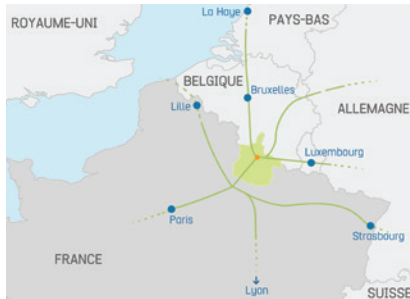 La Haye
PAYS-BAS
ROYAUME-UNI
BELGIQUE
Bruxelles
Lille
ALLEMAGNE
Luxembourg
Paris
Strasbourg
FRANCE
Lyon
SUISSE